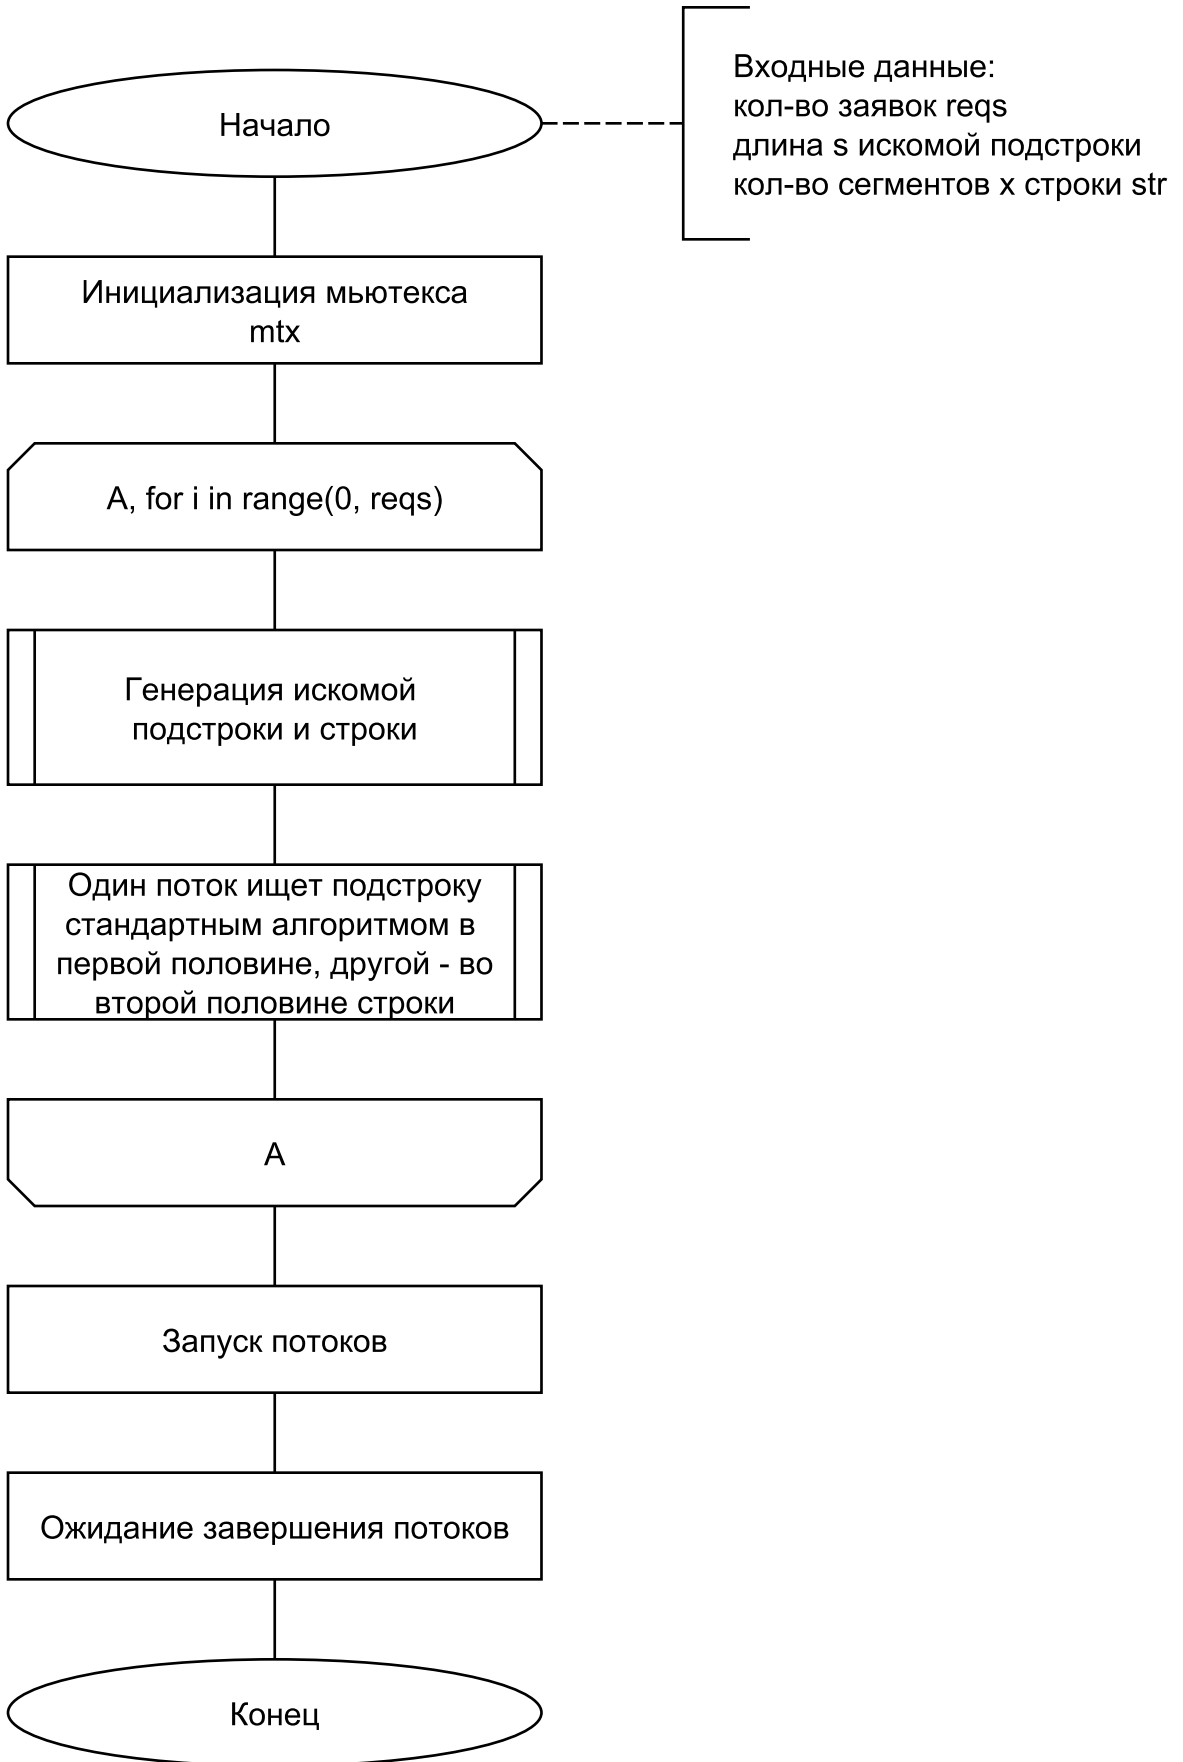 Начало
Входные данные:
кол-во заявок reqs
длина s искомой подстроки
кол-во сегментов x строки str
Инициализация мьютекса
mtx
A, for i in range(0, reqs)
Генерация искомой
подстроки и строки
Один поток ищет подстроку
стандартным алгоритмом в
первой половине, другой - во
второй половине строки
A
Запуск потоков
Ожидание завершения потоков
Конец